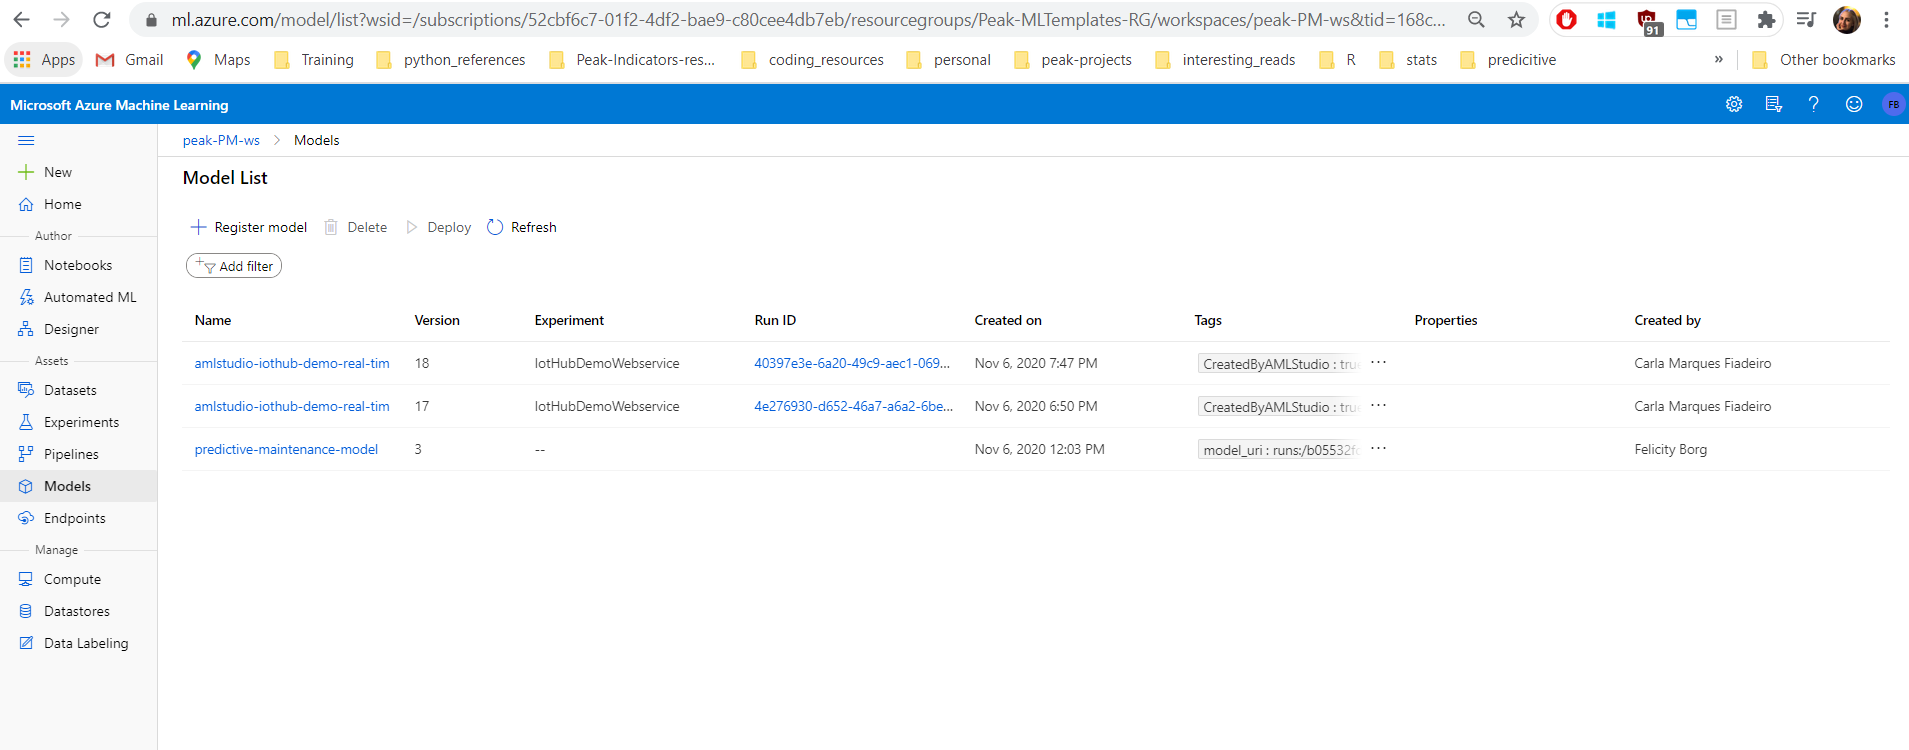 ml.azure.com/model/list?wsid=/subscriptions/52cbf6c7-01f2-4df2-bae9-c80cee4db7eb/resourcegroups/Peak-MLTemplates-RG/workspaces/peak-PM-ws&tid=168c...
91
Apps Gmail Maps Training python_references Peak-Indicators-res... coding_resources personal peak-projects interesting_reads R stats predicitive » Other bookmarks
Microsoft Azure Machine Learning ? FB
peak-PM-ws > Models
New
Model List
Home
Author
Register model Delete Deploy Refresh
Notebooks
Add filter
Automated ML
Designer
Name Version Experiment Run ID Created on Tags Properties Created by
Assets
amlstudio-iothub-demo-real-tim 18 IotHubDemoWebservice 40397e3e-6a20-49c9-aec1-069... Nov 6, 2020 7:47 PM CreatedByAMLStudio : true ... Carla Marques Fiadeiro
Datasets
amlstudio-iothub-demo-real-tim 17 IotHubDemoWebservice 4e276930-d652-46a7-a6a2-6be... Nov 6, 2020 6:50 PM CreatedByAMLStudio : true ... Carla Marques Fiadeiro
Experiments
predictive-maintenance-model 3 -- Nov 6, 2020 12:03 PM model_uri : runs:/b05532fc ... Felicity Borg
Pipelines
Models
Endpoints
Manage
Compute
Datastores
Data Labeling